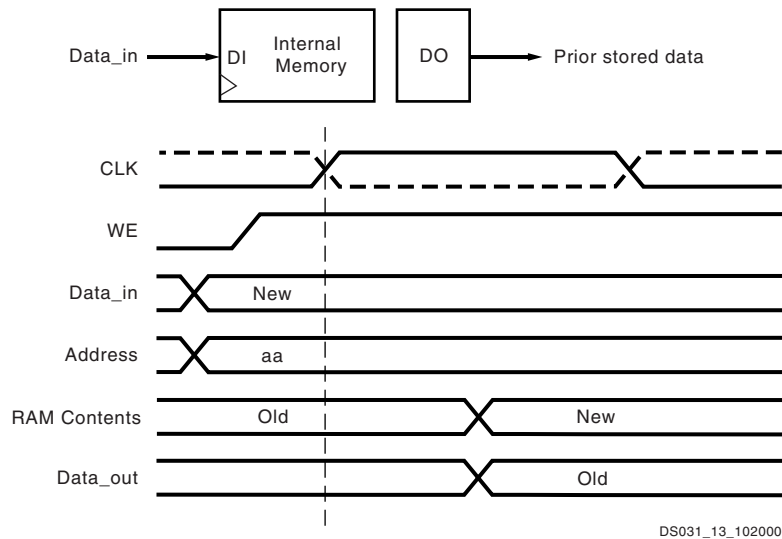 Data_in DI Internal Memory DO Prior stored data
CLK
WE
Data_in New
Address aa
RAM Contents Old New
Data_out Old
DS031_13_102000